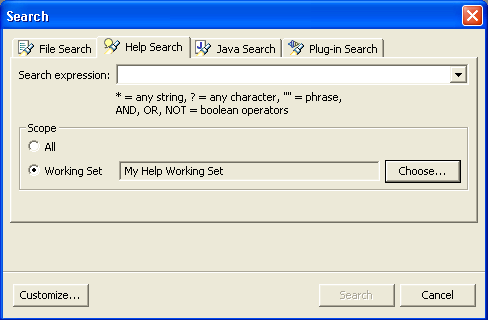 Search
File Search Help Search Java Search Plug-in Search
Search expression:
* = any string, ? = any character, "" = phrase,
AND, OR, NOT = boolean operators
Scope
All
Working Set My Help Working Set Choose...
Customize... Search Cancel